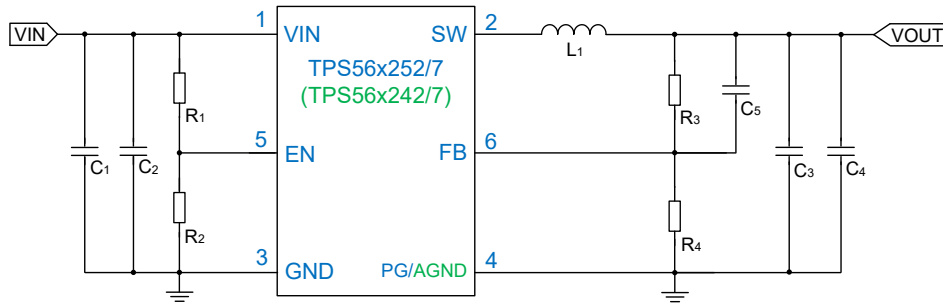 VIN
1
VIN
SW
2
L1
VOUT
TPS56x252/7
(TPS56x242/7)
R1
R3
C5
5
EN
FB
6
C1
C2
C3
C4
R2
R4
3
GND
PG/AGND
4